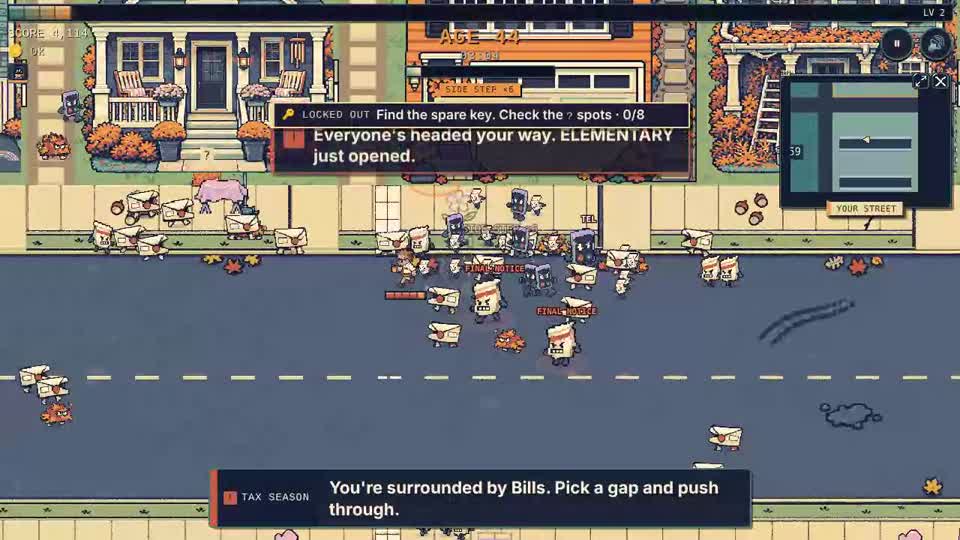 LV 2
SCORE 4,114
AGE 44
SIDE STEP ×6
LOCKED OUT Find the spare key. Check the ? spots · 0/8
Everyone's headed your way. ELEMENTARY
just opened.
?
59
YOUR STREET
TEL
FINAL NOTICE
FINAL NOTICE
! TAX SEASON
You're surrounded by Bills. Pick a gap and push
through.